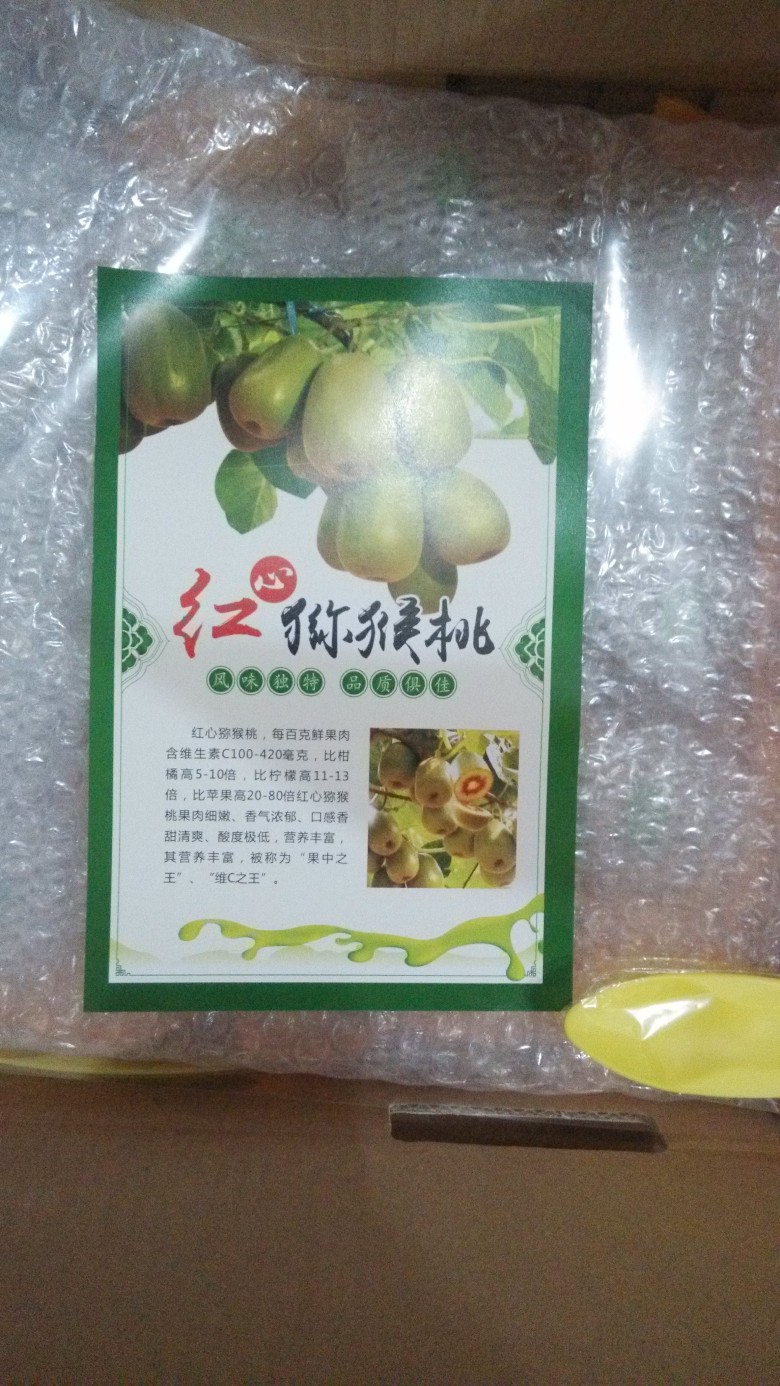 红心猕猴桃
风味独特 品质俱佳
红心猕猴桃，每百克鲜果肉
含维生素C100-420毫克，比柑
橘高5-10倍，比柠檬高11-13
倍，比苹果高20-80倍红心猕猴
桃果肉细嫩、香气浓郁、口感香
甜清爽、酸度极低，营养丰富，
其营养丰富，被称为“果中之
王”、“维C之王”。